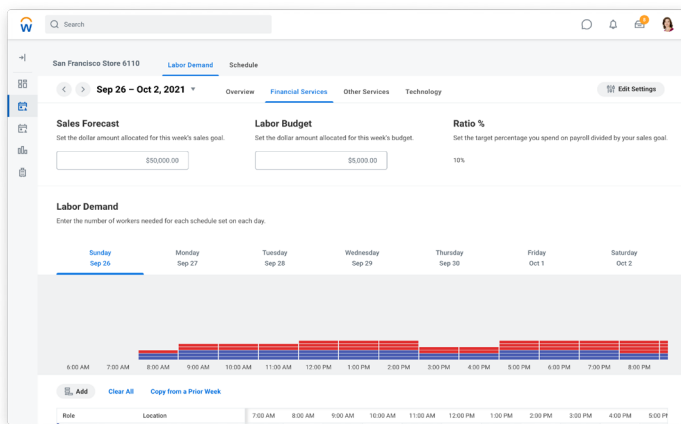 w
Search
San Francisco Store 6110 Labor Demand Schedule
Sep 26 – Oct 2, 2021 Overview Financial Services Other Services Technology Edit Settings
Sales Forecast Labor Budget Ratio %
Set the dollar amount allocated for this week's sales goal. Set the dollar amount allocated for this week's budget. Set the target percentage you spend on payroll divided by your sales goal.
$50,000.00 $5,000.00 10%
Labor Demand
Enter the number of workers needed for each schedule set on each day.
Sunday Monday Tuesday Wednesday Thursday Friday Saturday
Sep 26 Sep 27 Sep 28 Sep 29 Sep 30 Oct 1 Oct 2
6:00 AM 7:00 AM 8:00 AM 9:00 AM 10:00 AM 11:00 AM 12:00 PM 1:00 PM 2:00 PM 3:00 PM 4:00 PM 5:00 PM 6:00 PM 7:00 PM 8:00 PM
Add Clear All Copy from a Prior Week
Role Location 7:00 AM 8:00 AM 9:00 AM 10:00 AM 11:00 AM 12:00 PM 1:00 PM 2:00 PM 3:00 PM 4:00 PM 5:00 PM